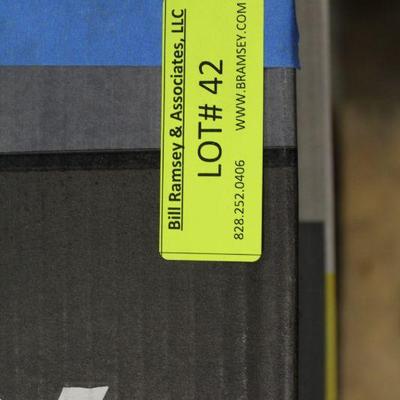 Bill Ramsey & Associates, LLC
LOT# 42
828.252.0406 WWW.BRAMSEY.COM